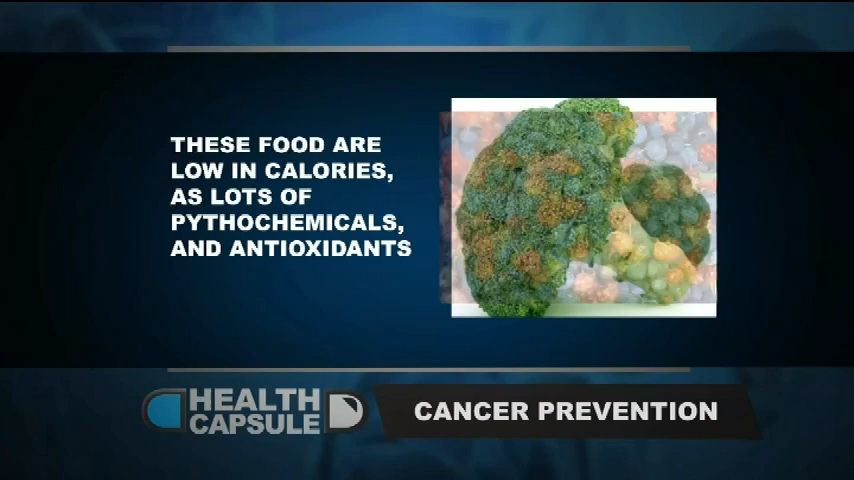 THESE FOOD ARE
LOW IN CALORIES,
AS LOTS OF
PYTHOCHEMICALS,
AND ANTIOXIDANTS
HEALTH
CAPSULE
CANCER PREVENTION